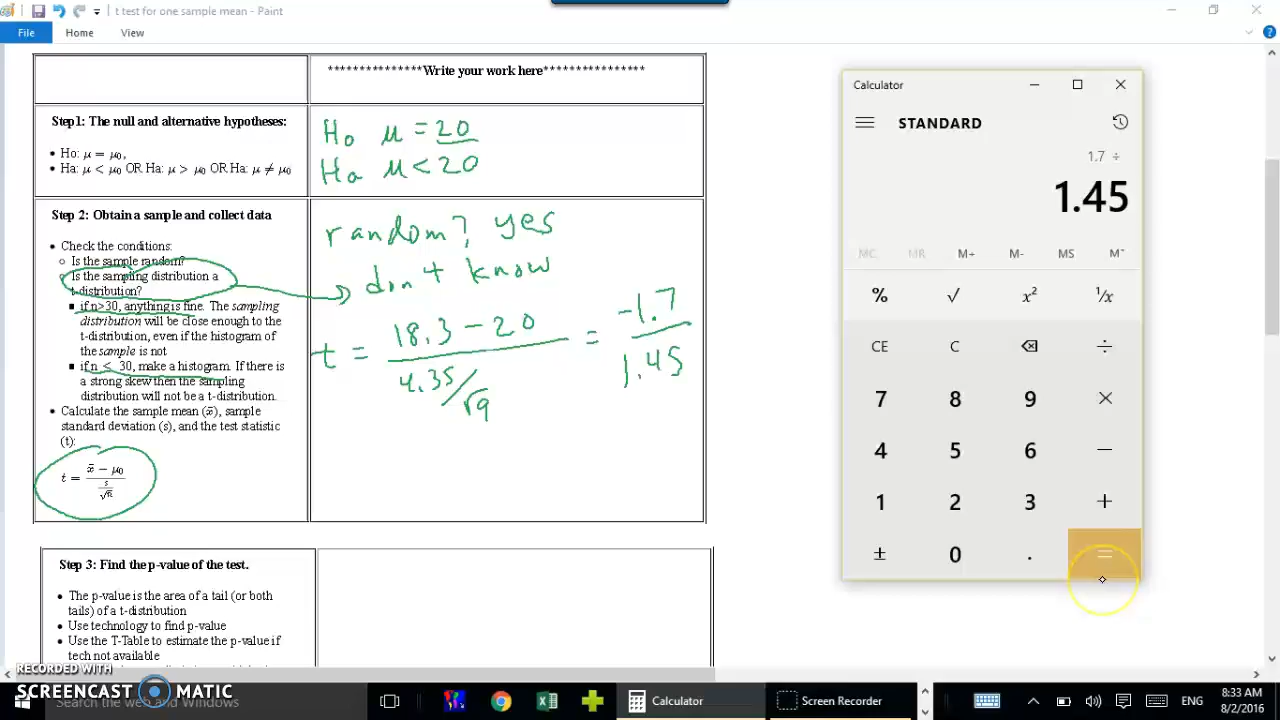 t test for one sample mean - Paint
File Home View
***************Write your work here****************
Step1: The null and alternative hypotheses:
• Ho: μ = μ0,
• Ha: μ < μ0 OR Ha: μ > μ0 OR Ha: μ ≠ μ0
Ho μ = 20
Ha μ < 20
Step 2: Obtain a sample and collect data
• Check the conditions:
○ Is the sample random?
Is the sampling distribution a
t-distribution?
■ if n>30, anything is fine. The sampling
distribution will be close enough to the
t-distribution, even if the histogram of
the sample is not
■ if n < 30, make a histogram. If there is
a strong skew then the sampling
distribution will not be a t-distribution.
• Calculate the sample mean (x̄), sample
standard deviation (s), and the test statistic
(t):
t = x̄ − μ0
s
√n
random? yes
don't know
t = 18.3 − 20 = −1.7
4.35/√9 1.45
Step 3: Find the p-value of the test.
• The p-value is the area of a tail (or both
tails) of a t-distribution
• Use technology to find p-value
• Use the T-Table to estimate the p-value if
tech not available
Calculator
STANDARD
1.7 ÷
1.45
MC MR M+ M- MS M˅
% √ x² ¹/x
CE C ÷
7 8 9 ×
4 5 6 −
1 2 3 +
± 0 . =
RECORDED WITH
SCREENCAST MATIC
Search the web and Windows
Calculator
Screen Recorder
ENG
8:33 AM
8/2/2016